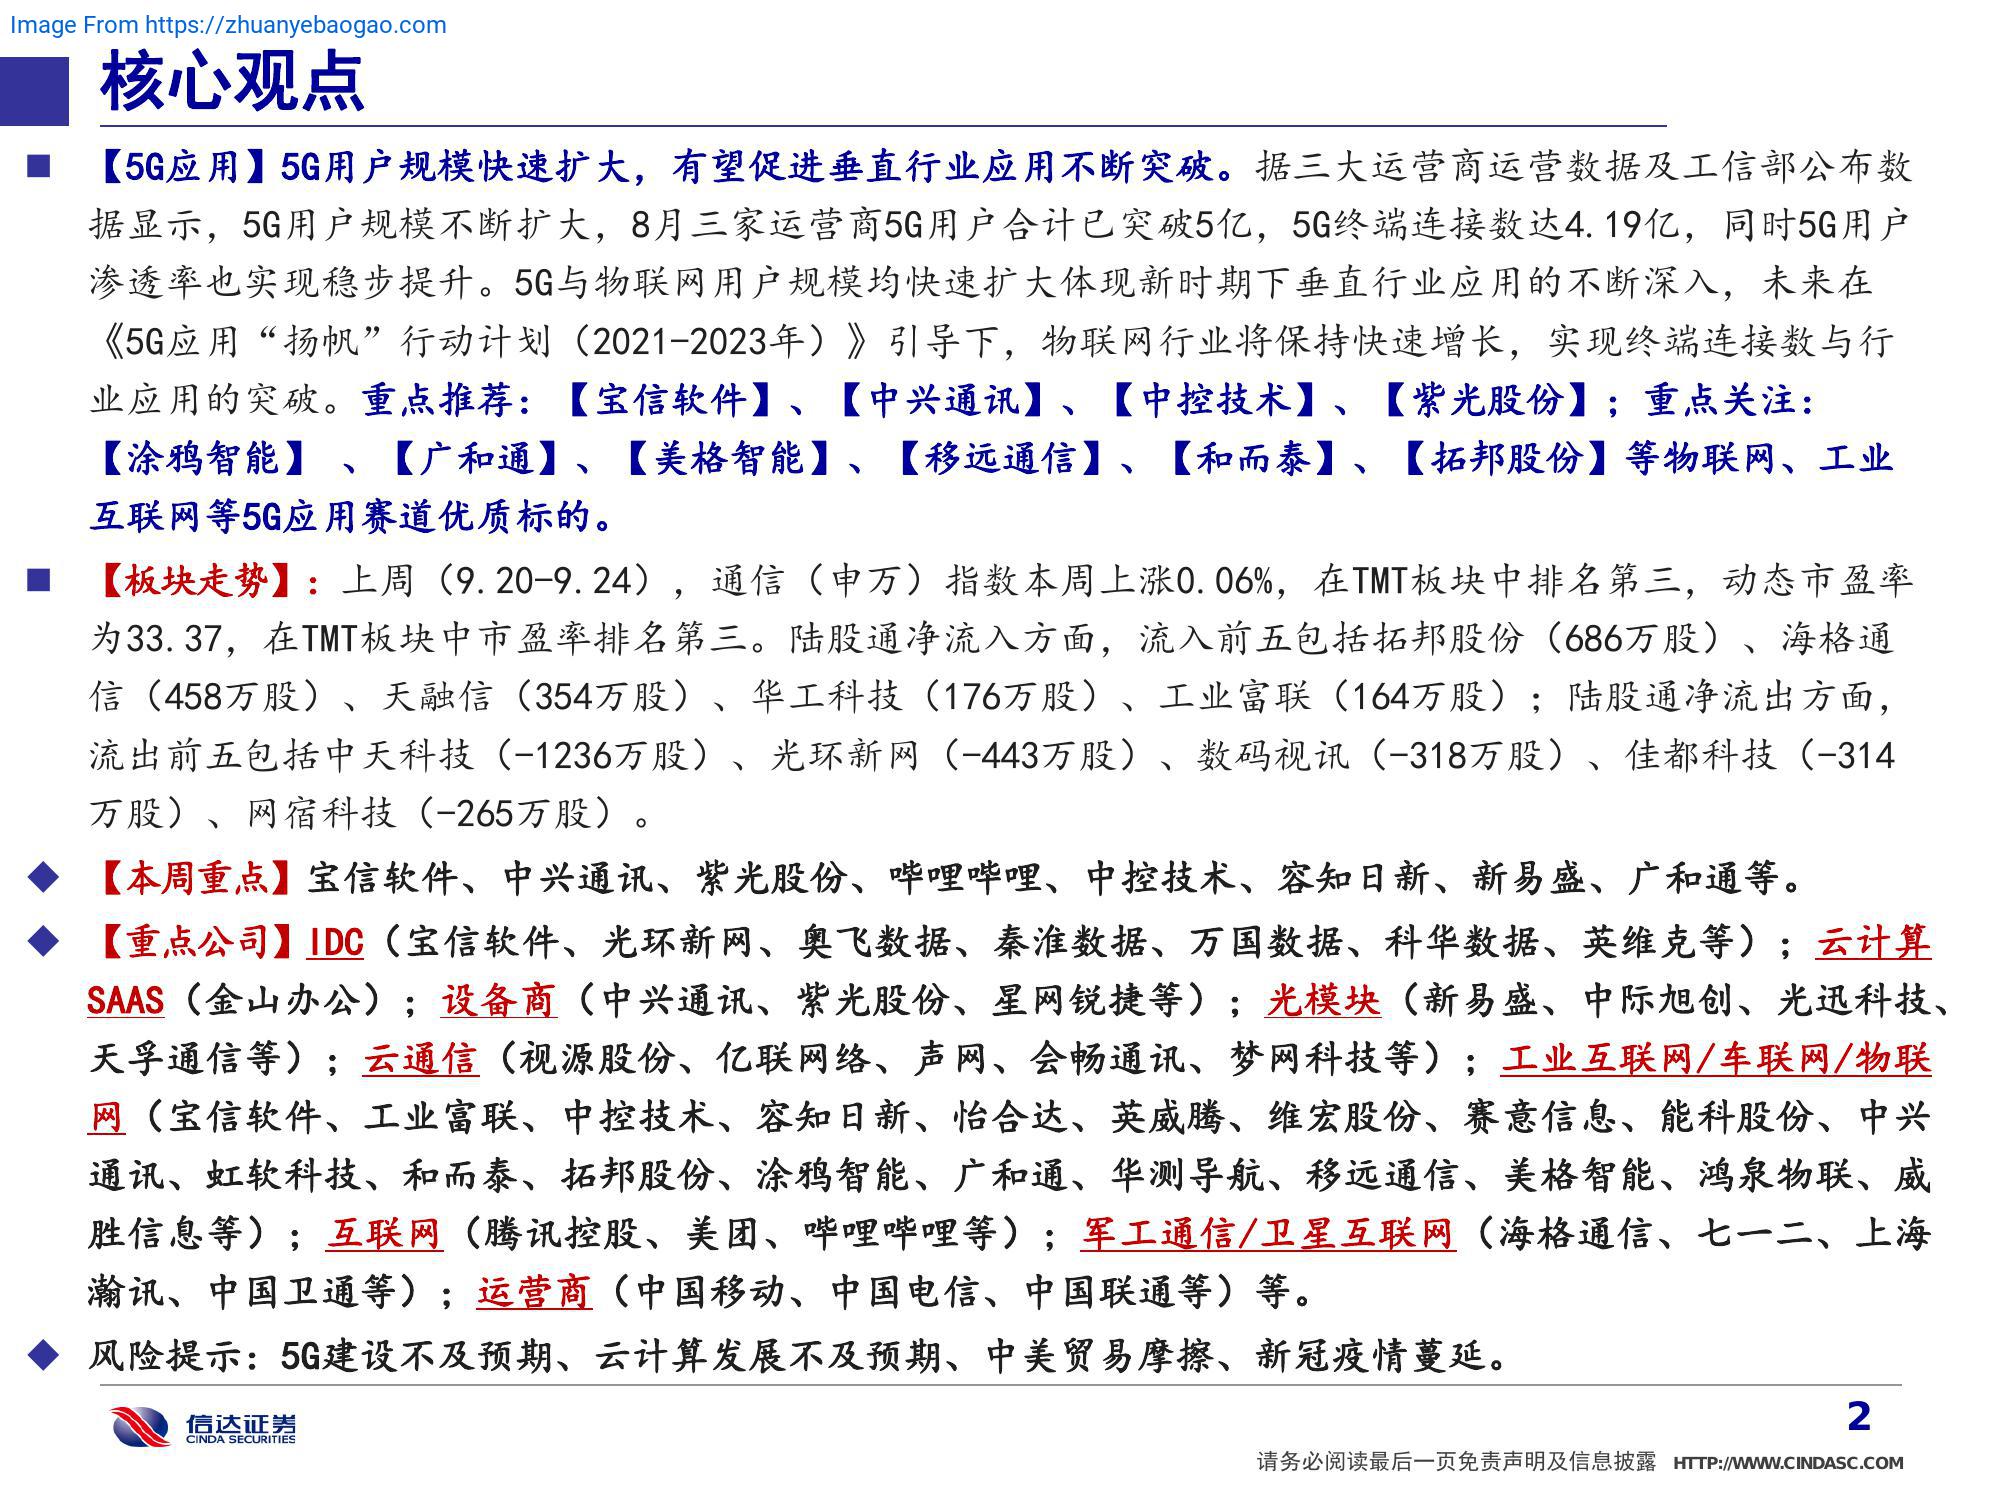 Image From https://zhuanyebaogao.com
核心观点
【5G应用】5G用户规模快速扩大，有望促进垂直行业应用不断突破。据三大运营商运营数据及工信部公布数
据显示，5G用户规模不断扩大，8月三家运营商5G用户合计已突破5亿，5G终端连接数达4.19亿，同时5G用户
渗透率也实现稳步提升。5G与物联网用户规模均快速扩大体现新时期下垂直行业应用的不断深入，未来在
《5G应用“扬帆”行动计划（2021-2023年）》引导下，物联网行业将保持快速增长，实现终端连接数与行
业应用的突破。重点推荐：【宝信软件】、【中兴通讯】、【中控技术】、【紫光股份】；重点关注：
【涂鸦智能】 、【广和通】、【美格智能】、【移远通信】、【和而泰】、【拓邦股份】等物联网、工业
互联网等5G应用赛道优质标的。
【板块走势】：上周（9.20-9.24），通信（申万）指数本周上涨0.06%，在TMT板块中排名第三，动态市盈率
为33.37，在TMT板块中市盈率排名第三。陆股通净流入方面，流入前五包括拓邦股份（686万股）、海格通
信（458万股）、天融信（354万股）、华工科技（176万股）、工业富联（164万股）；陆股通净流出方面，
流出前五包括中天科技（-1236万股）、光环新网（-443万股）、数码视讯（-318万股）、佳都科技（-314
万股）、网宿科技（-265万股）。
【本周重点】宝信软件、中兴通讯、紫光股份、哔哩哔哩、中控技术、容知日新、新易盛、广和通等。
【重点公司】IDC（宝信软件、光环新网、奥飞数据、秦淮数据、万国数据、科华数据、英维克等）；云计算
SAAS（金山办公）；设备商（中兴通讯、紫光股份、星网锐捷等）；光模块（新易盛、中际旭创、光迅科技、
天孚通信等）；云通信（视源股份、亿联网络、声网、会畅通讯、梦网科技等）；工业互联网/车联网/物联
网（宝信软件、工业富联、中控技术、容知日新、怡合达、英威腾、维宏股份、赛意信息、能科股份、中兴
通讯、虹软科技、和而泰、拓邦股份、涂鸦智能、广和通、华测导航、移远通信、美格智能、鸿泉物联、威
胜信息等）；互联网（腾讯控股、美团、哔哩哔哩等）；军工通信/卫星互联网（海格通信、七一二、上海
瀚讯、中国卫通等）；运营商（中国移动、中国电信、中国联通等）等。
风险提示：5G建设不及预期、云计算发展不及预期、中美贸易摩擦、新冠疫情蔓延。
信达证券
CINDA SECURITIES
2
请务必阅读最后一页免责声明及信息披露 HTTP://WWW.CINDASC.COM